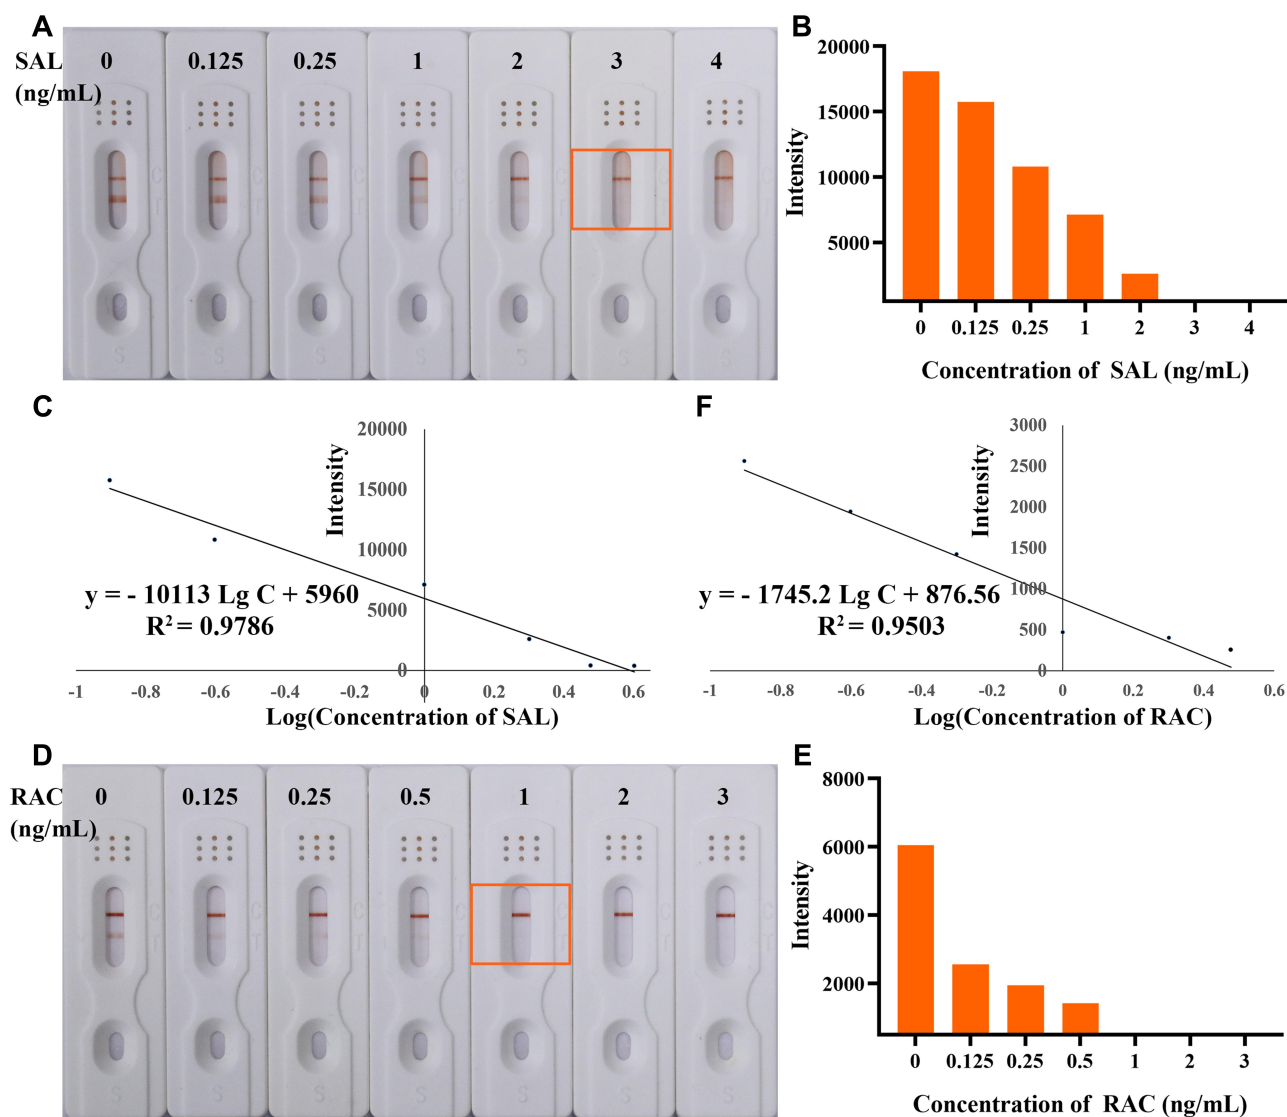 A
SAL
(ng/mL)
0 0.125 0.25 1 2 3 4
C
T
S
B
20000
15000
10000
5000
Intensity
0 0.125 0.25 1 2 3 4
Concentration of SAL (ng/mL)
C
20000
15000
10000
5000
0
Intensity
y = - 10113 Lg C + 5960
R² = 0.9786
-1 -0.8 -0.6 -0.4 -0.2 0 0.2 0.4 0.6
Log(Concentration of SAL)
F
3000
2500
2000
1500
1000
500
0
Intensity
y = - 1745.2 Lg C + 876.56
R² = 0.9503
-1 -0.8 -0.6 -0.4 -0.2 0 0.2 0.4 0.6
Log(Concentration of RAC)
D
RAC
(ng/mL)
0 0.125 0.25 0.5 1 2 3
C
T
S
E
8000
6000
4000
2000
Intensity
0 0.125 0.25 0.5 1 2 3
Concentration of RAC (ng/mL)